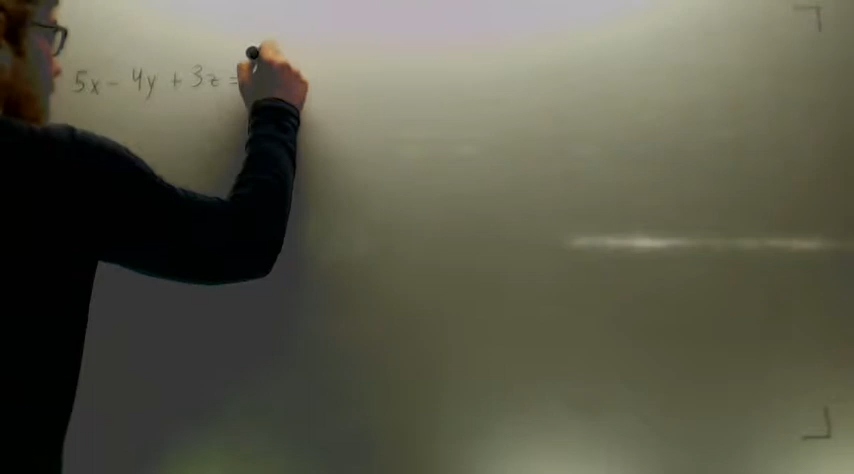 5x - 4y + 3z =